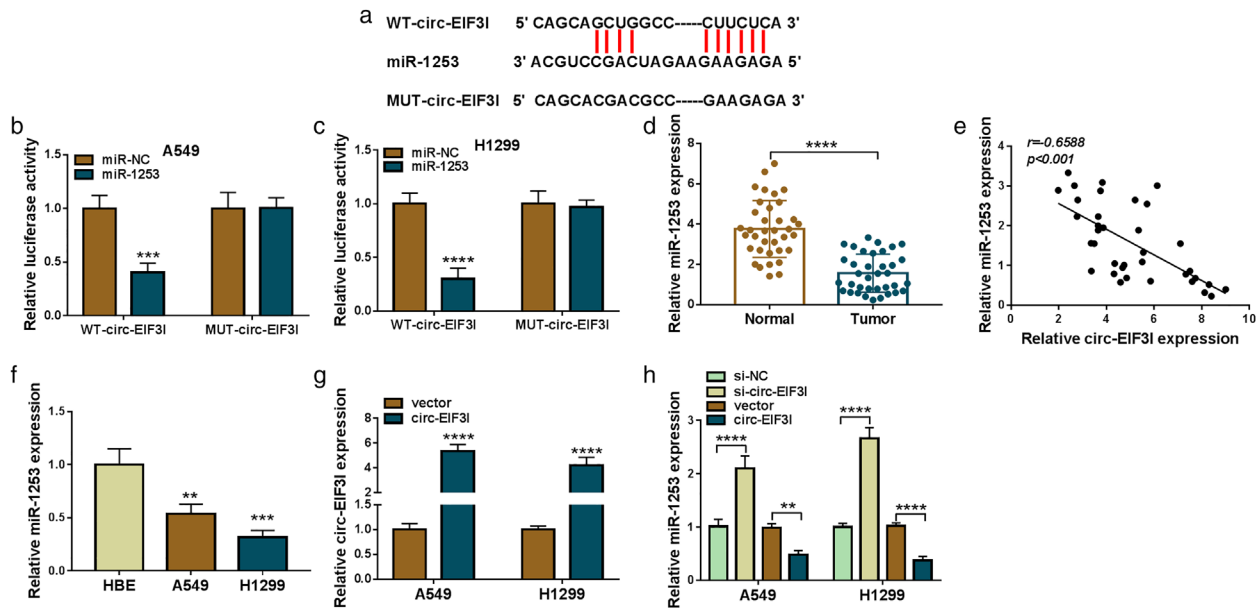 a
WT-circ-EIF3I 5' CAGCAGCUGGCC-----CUUCUCA 3'
miR-1253 3' ACGUCCGACUAGAAGAAGAGA 5'
MUT-circ-EIF3I 5' CAGCACGACGCC-----GAAGAGA 3'
b
A549
miR-NC
miR-1253
Relative luciferase activity
1.5
1.0
0.5
0.0
***
WT-circ-EIF3I MUT-circ-EIF3I
c
H1299
miR-NC
miR-1253
Relative luciferase activity
1.5
1.0
0.5
0.0
****
WT-circ-EIF3I MUT-circ-EIF3I
d
Relative miR-1253 expression
8
6
4
2
0
****
Normal Tumor
e
r=-0.6588
p<0.001
Relative miR-1253 expression
4
3
2
1
0
0 2 4 6 8 10
Relative circ-EIF3I expression
f
Relative miR-1253 expression
1.5
1.0
0.5
0.0
**
***
HBE A549 H1299
g
vector
circ-EIF3I
Relative circ-EIF3I expression
8
6
4
2
1.5
1.0
0.5
0.0
****
****
A549 H1299
h
si-NC
si-circ-EIF3I
vector
circ-EIF3I
Relative miR-1253 expression
3
2
1
0
****
**
****
****
A549 H1299